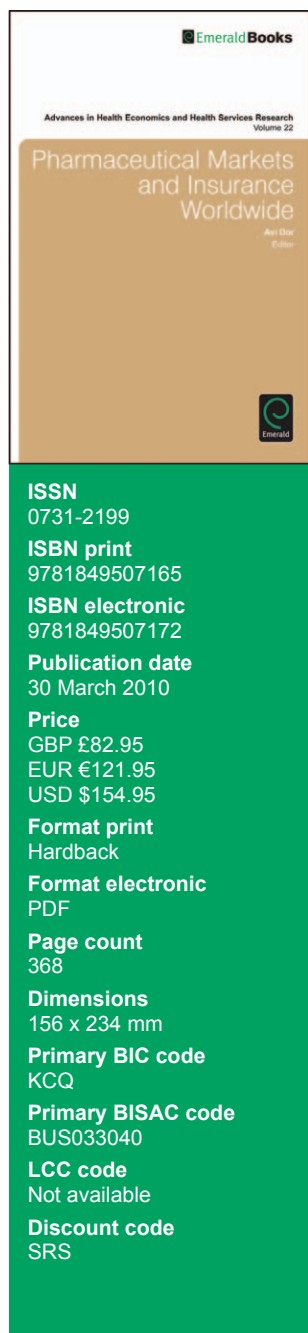 Emerald Books
Advances in Health Economics and Health Services Research
Volume 22
Pharmaceutical Markets
and Insurance
Worldwide
Avi Dor
Editor
Emerald
ISSN
0731-2199
ISBN print
9781849507165
ISBN electronic
9781849507172
Publication date
30 March 2010
Price
GBP £82.95
EUR €121.95
USD $154.95
Format print
Hardback
Format electronic
PDF
Page count
368
Dimensions
156 x 234 mm
Primary BIC code
KCQ
Primary BISAC code
BUS033040
LCC code
Not available
Discount code
SRS